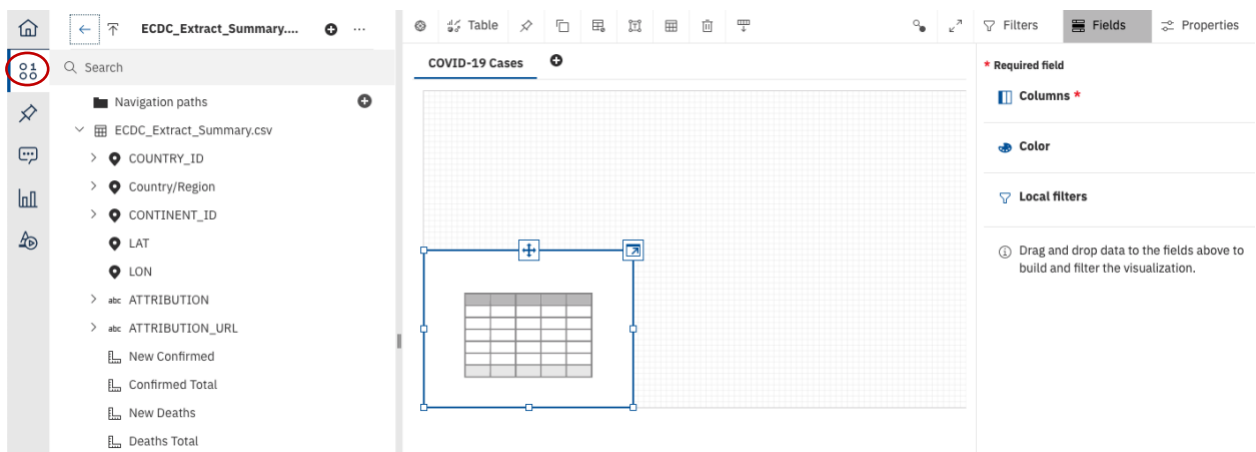 ECDC_Extract_Summary....
Search
Navigation paths
ECDC_Extract_Summary.csv
COUNTRY_ID
Country/Region
CONTINENT_ID
LAT
LON
abc ATTRIBUTION
abc ATTRIBUTION_URL
New Confirmed
Confirmed Total
New Deaths
Deaths Total
Table
COVID-19 Cases
Filters
Fields
Properties
* Required field
Columns *
Color
Local filters
Drag and drop data to the fields above to
build and filter the visualization.